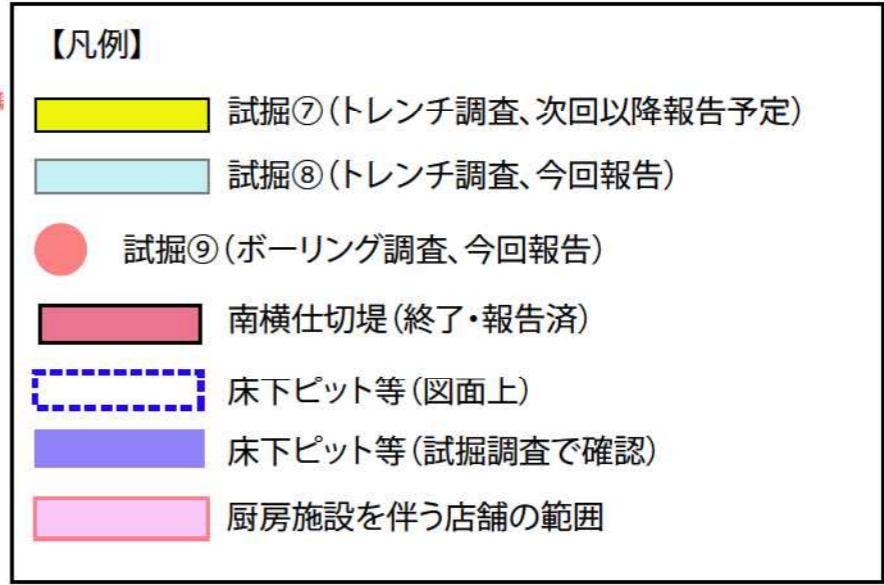 【凡例】
試掘⑦（トレンチ調査、次回以降報告予定）
試掘⑧（トレンチ調査、今回報告）
試掘⑨（ボーリング調査、今回報告）
南横仕切堤（終了・報告済）
床下ピット等（図面上）
床下ピット等（試掘調査で確認）
厨房施設を伴う店舗の範囲